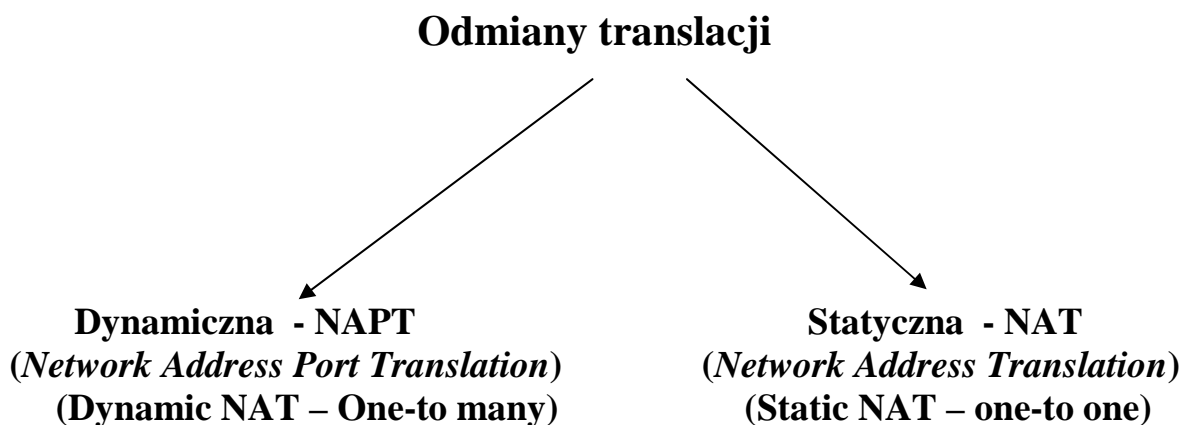 Odmiany translacji
Dynamiczna - NAPT
(Network Address Port Translation)
(Dynamic NAT – One-to many)
Statyczna - NAT
(Network Address Translation)
(Static NAT – one-to one)